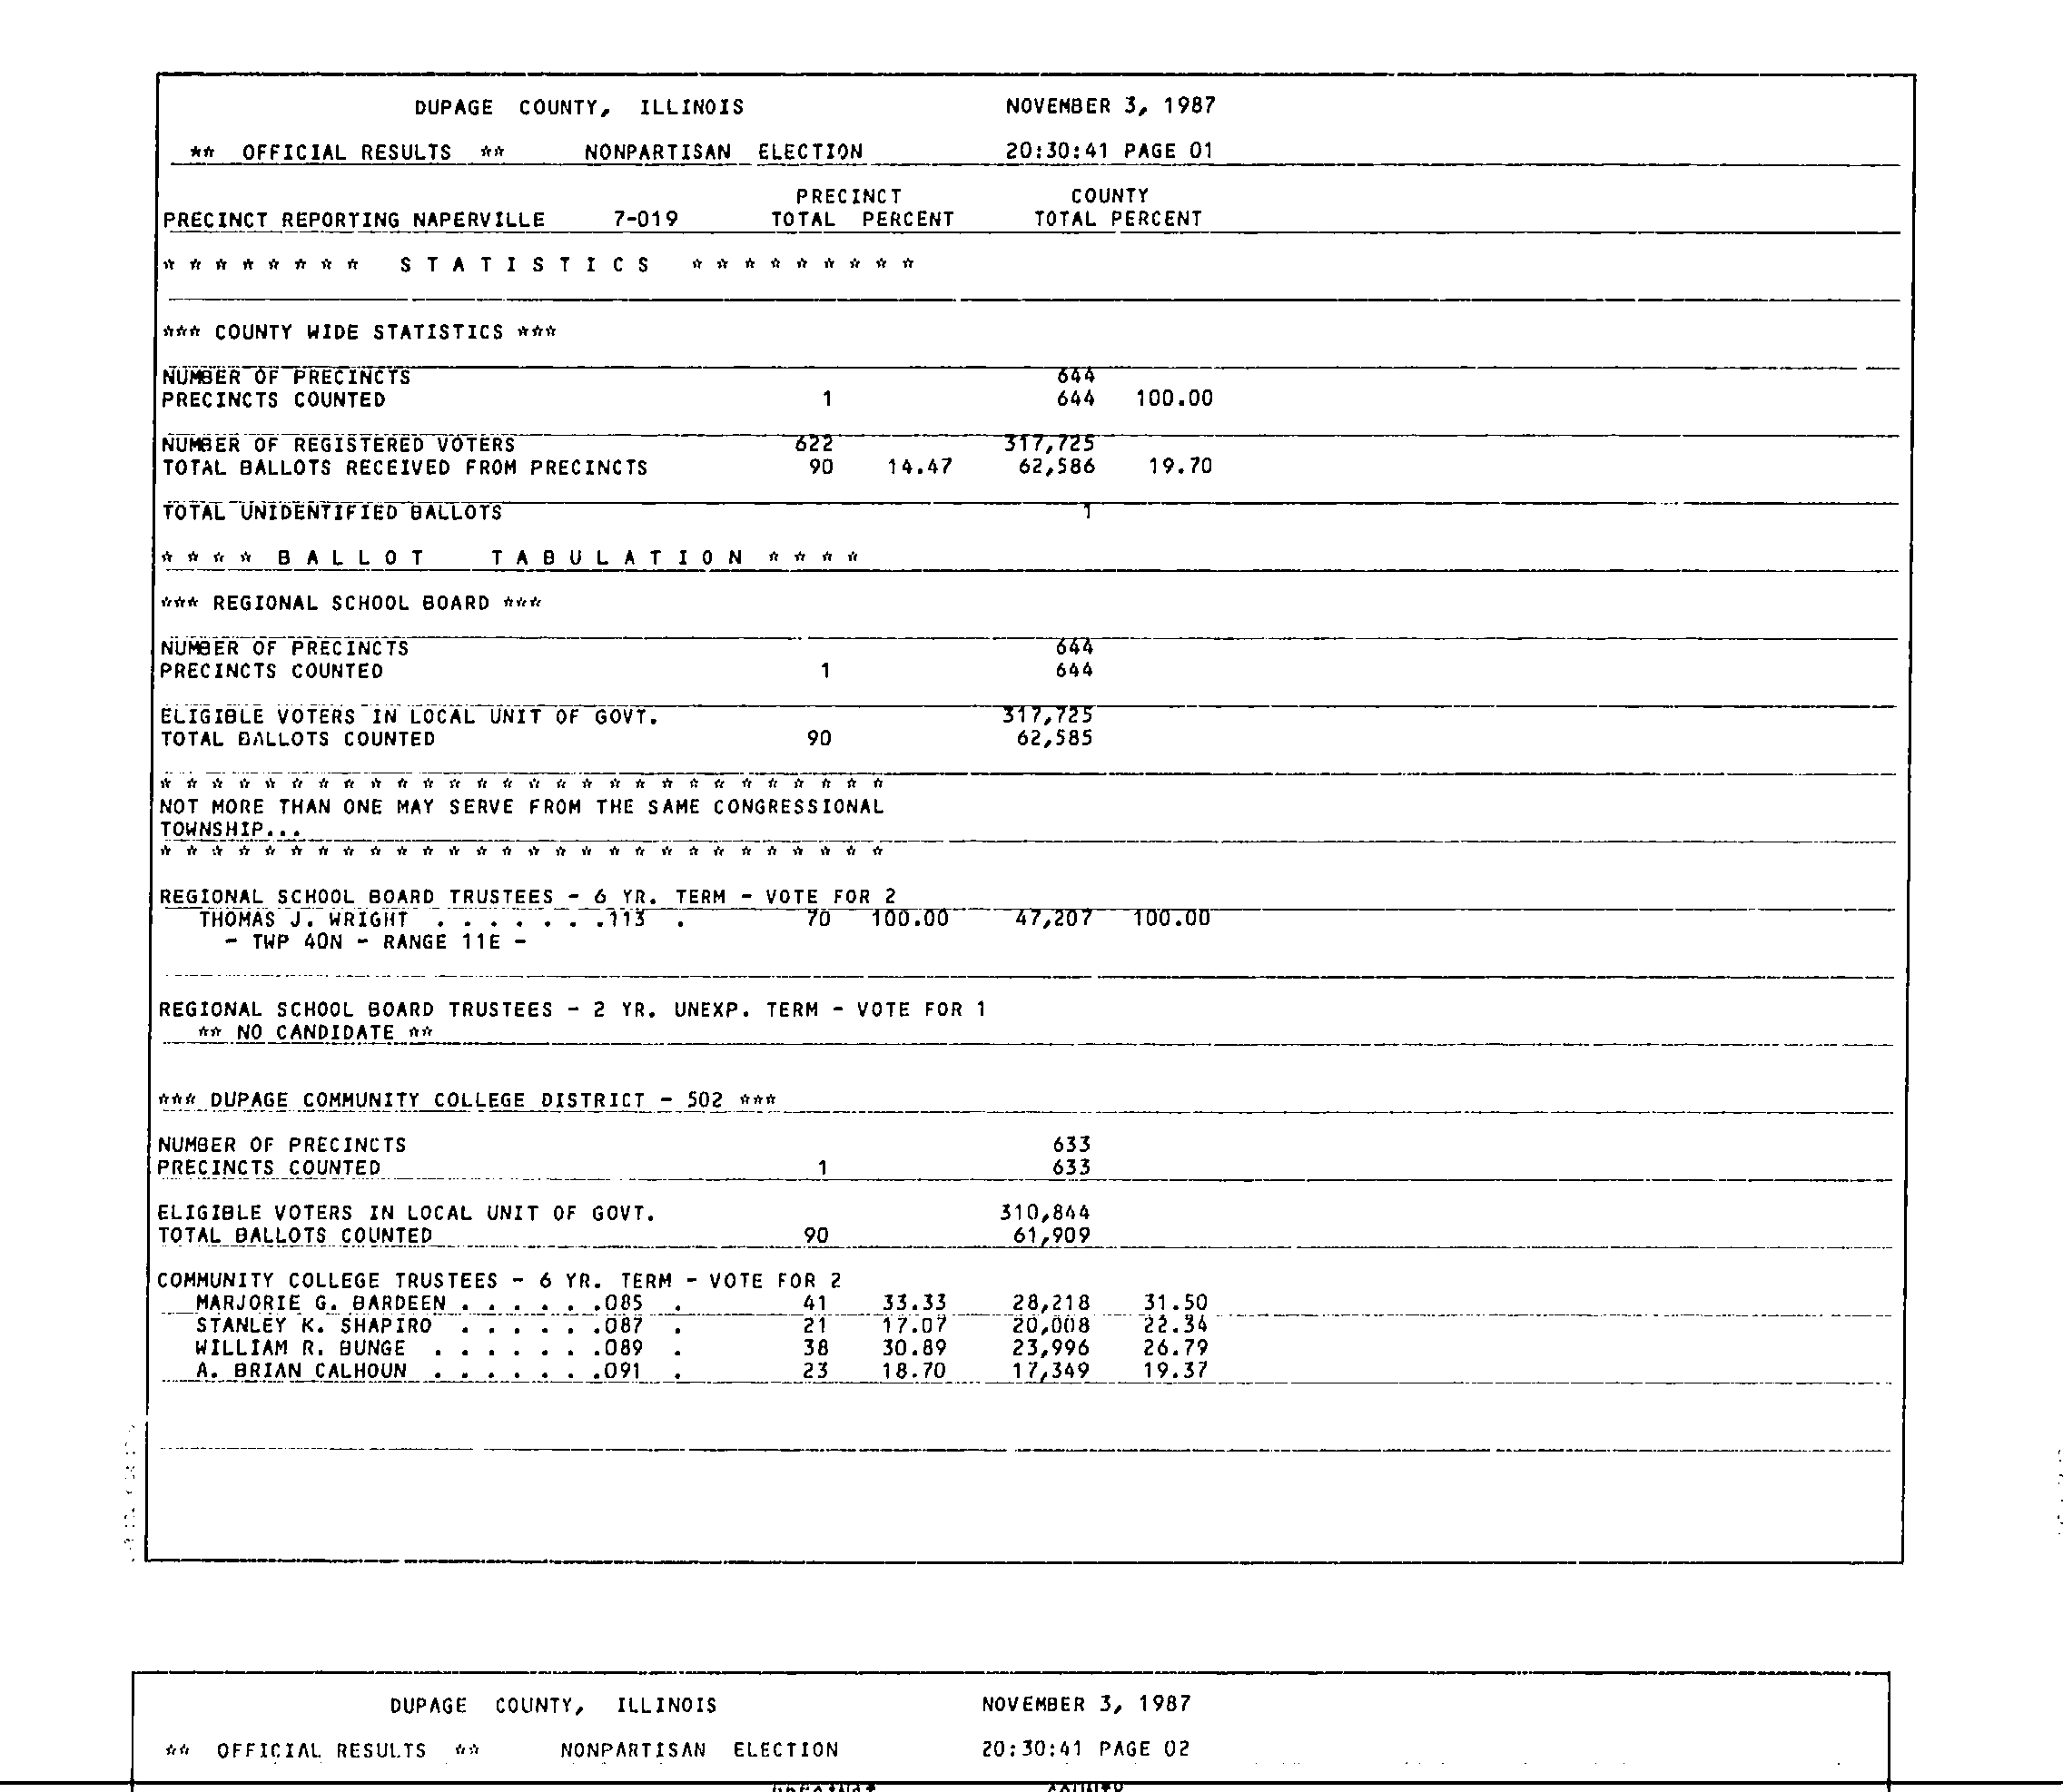 DUPAGE COUNTY, ILLINOIS NOVEMBER 3, 1987
** OFFICIAL RESULTS ** NONPARTISAN ELECTION 20:30:41 PAGE 01
PRECINCT COUNTY
PRECINCT REPORTING NAPERVILLE 7-019 TOTAL PERCENT TOTAL PERCENT
* * * * * * * * S T A T I S T I C S * * * * * * * * *
*** COUNTY WIDE STATISTICS ***
NUMBER OF PRECINCTS 644
PRECINCTS COUNTED 1 644 100.00
NUMBER OF REGISTERED VOTERS 622 317,725
TOTAL BALLOTS RECEIVED FROM PRECINCTS 90 14.47 62,586 19.70
TOTAL UNIDENTIFIED BALLOTS 1
* * * * B A L L O T T A B U L A T I O N * * * *
*** REGIONAL SCHOOL BOARD ***
NUMBER OF PRECINCTS 644
PRECINCTS COUNTED 1 644
ELIGIBLE VOTERS IN LOCAL UNIT OF GOVT. 317,725
TOTAL BALLOTS COUNTED 90 62,585
* * * * * * * * * * * * * * * * * * * * * * * * * * * *
NOT MORE THAN ONE MAY SERVE FROM THE SAME CONGRESSIONAL
TOWNSHIP...
* * * * * * * * * * * * * * * * * * * * * * * * * * * *
REGIONAL SCHOOL BOARD TRUSTEES - 6 YR. TERM - VOTE FOR 2
THOMAS J. WRIGHT . . . . . . .113 . 70 100.00 47,207 100.00
- TWP 40N - RANGE 11E -
REGIONAL SCHOOL BOARD TRUSTEES - 2 YR. UNEXP. TERM - VOTE FOR 1
** NO CANDIDATE **
*** DUPAGE COMMUNITY COLLEGE DISTRICT - 502 ***
NUMBER OF PRECINCTS 633
PRECINCTS COUNTED 1 633
ELIGIBLE VOTERS IN LOCAL UNIT OF GOVT. 310,844
TOTAL BALLOTS COUNTED 90 61,909
COMMUNITY COLLEGE TRUSTEES - 6 YR. TERM - VOTE FOR 2
MARJORIE G. BARDEEN . . . . . .085 . 41 33.33 28,218 31.50
STANLEY K. SHAPIRO . . . . . .087 . 21 17.07 20,008 22.34
WILLIAM R. BUNGE . . . . . . .089 . 38 30.89 23,996 26.79
A. BRIAN CALHOUN . . . . . . .091 . 23 18.70 17,349 19.37
DUPAGE COUNTY, ILLINOIS NOVEMBER 3, 1987
** OFFICIAL RESULTS ** NONPARTISAN ELECTION 20:30:41 PAGE 02